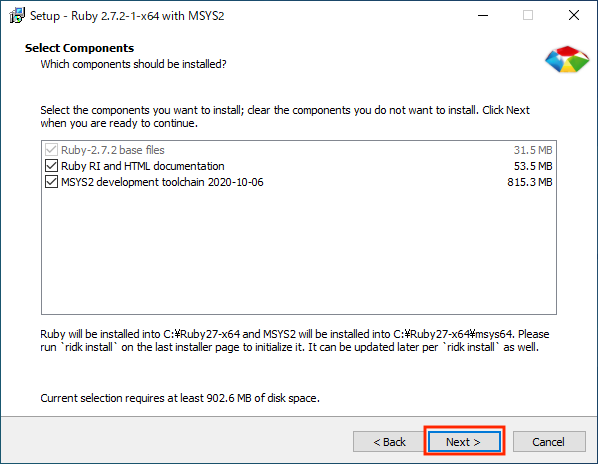 Setup - Ruby 2.7.2-1-x64 with MSYS2
Select Components
Which components should be installed?
Select the components you want to install; clear the components you do not want to install. Click Next
when you are ready to continue.
Ruby-2.7.2 base files 31.5 MB
Ruby RI and HTML documentation 53.5 MB
MSYS2 development toolchain 2020-10-06 815.3 MB
Ruby will be installed into C:¥Ruby27-x64 and MSYS2 will be installed into C:¥Ruby27-x64¥msys64. Please
run `ridk install` on the last installer page to initialize it. It can be updated later per `ridk install` as well.
Current selection requires at least 902.6 MB of disk space.
< Back Next > Cancel